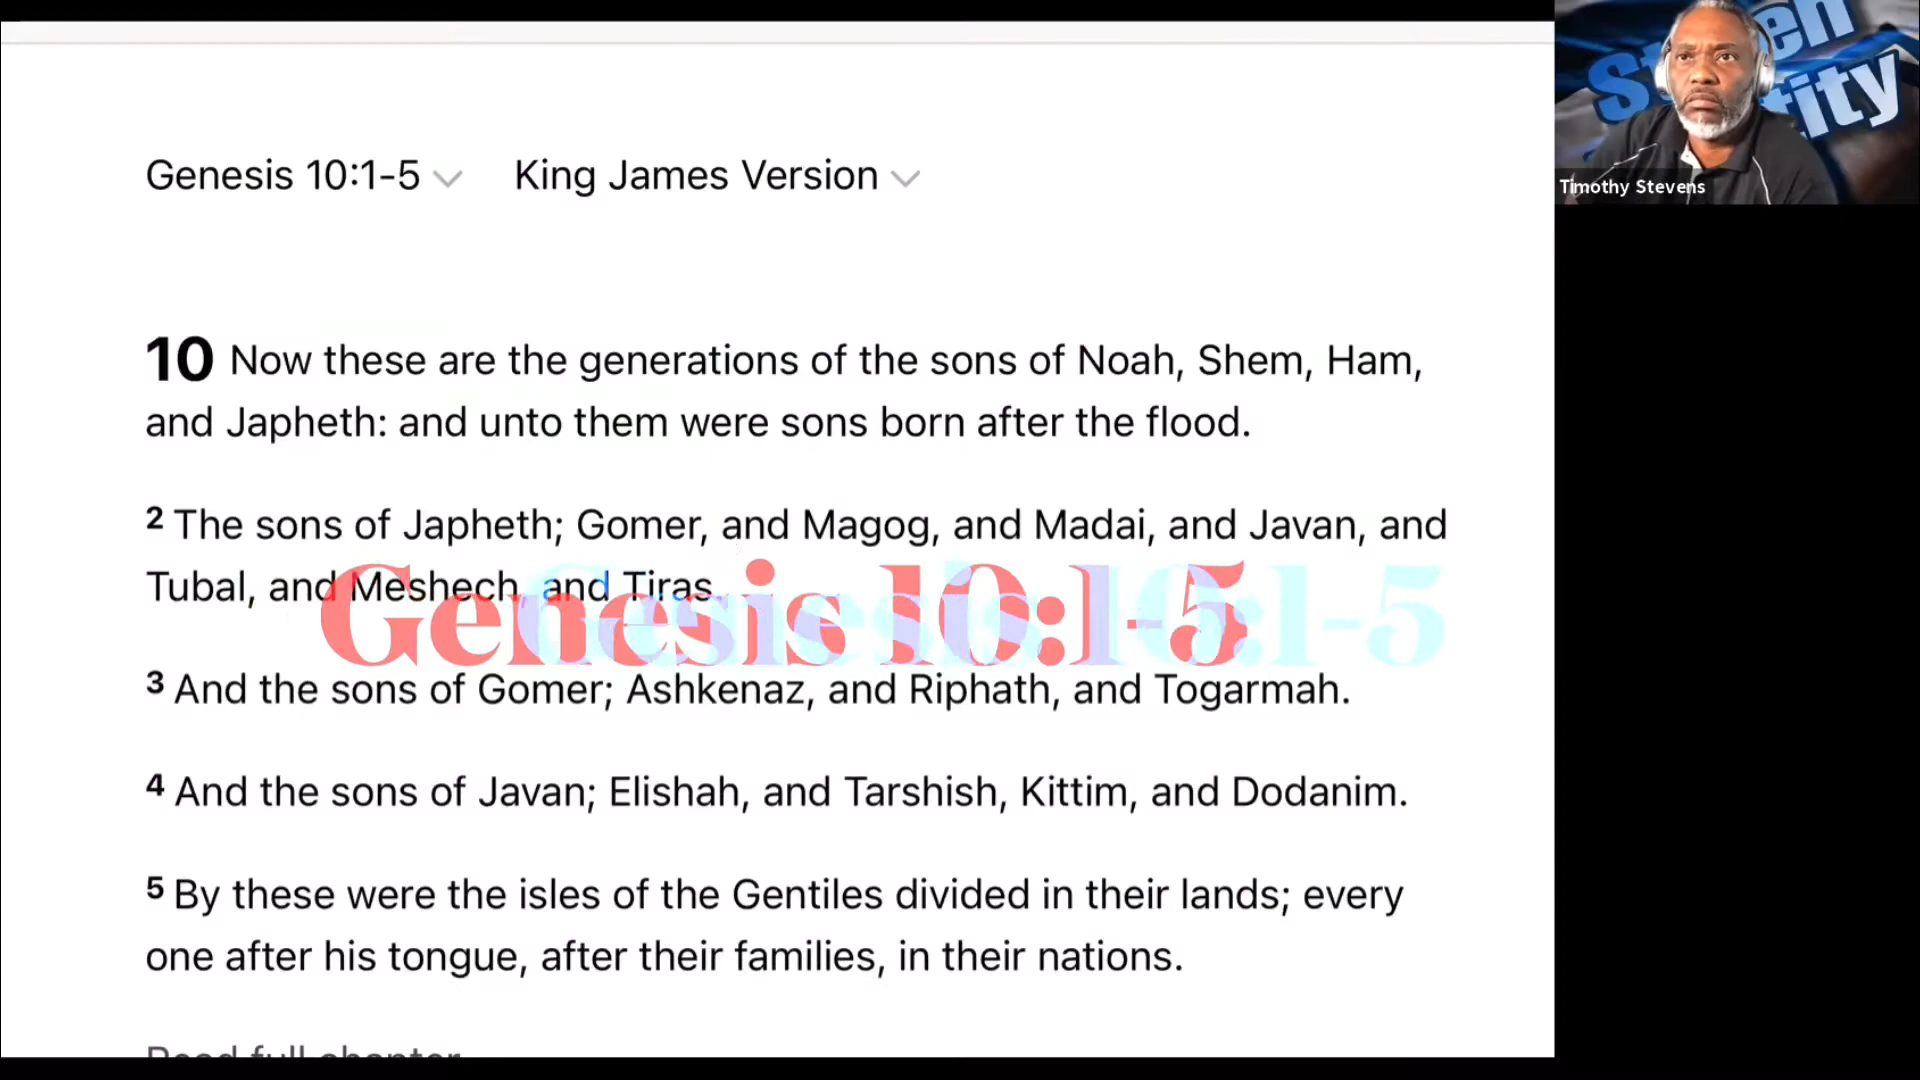 Genesis 10:1-5 King James Version
10 Now these are the generations of the sons of Noah, Shem, Ham,
and Japheth: and unto them were sons born after the flood.
2 The sons of Japheth; Gomer, and Magog, and Madai, and Javan, and
Tubal, and Meshech, and Tiras.
Genesis 10:1-5
3 And the sons of Gomer; Ashkenaz, and Riphath, and Togarmah.
4 And the sons of Javan; Elishah, and Tarshish, Kittim, and Dodanim.
5 By these were the isles of the Gentiles divided in their lands; every
one after his tongue, after their families, in their nations.
Read full chapter
Timothy Stevens